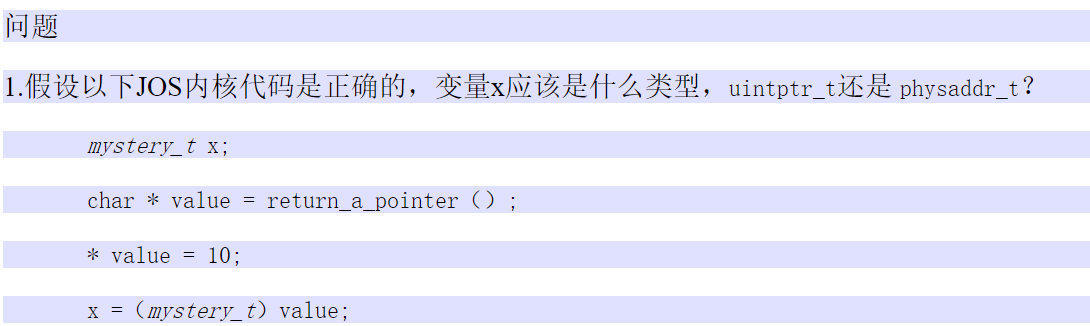 问题
1.假设以下JOS内核代码是正确的，变量x应该是什么类型，uintptr_t还是 physaddr_t？
mystery_t x;
char * value = return_a_pointer（）;
* value = 10;
x =（mystery_t）value;